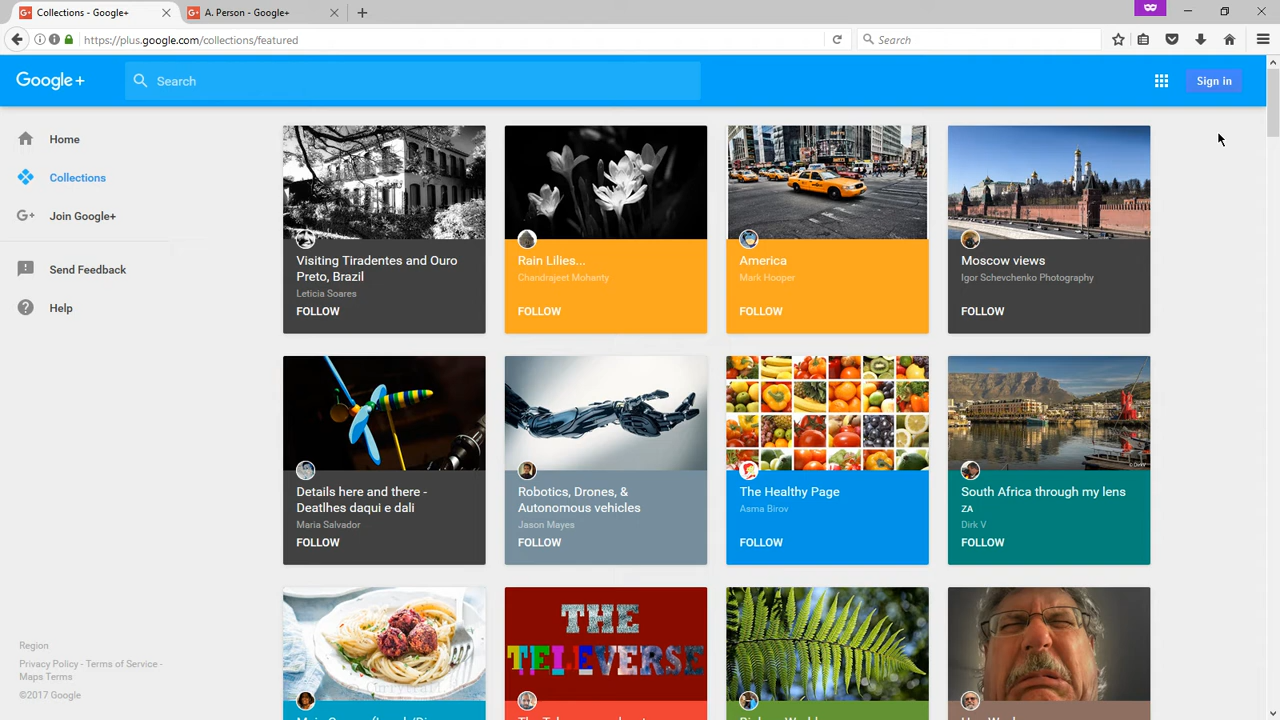 Collections - Google+
A. Person - Google+
https://plus.google.com/collections/featured
Search
Google+
Search
Sign in
Home
Collections
Join Google+
Send Feedback
Help
Visiting Tiradentes and Ouro
Preto, Brazil
Leticia Soares
FOLLOW
Rain Lilies...
Chandrajeet Mohanty
FOLLOW
America
Mark Hooper
FOLLOW
Moscow views
Igor Schevchenko Photography
FOLLOW
Details here and there -
Deatlhes daqui e dali
Maria Salvador
FOLLOW
Robotics, Drones, &
Autonomous vehicles
Jason Mayes
FOLLOW
The Healthy Page
Asma Birov
FOLLOW
South Africa through my lens
ZA
Dirk V
FOLLOW
THE
TELEVERSE
Region
Privacy Policy - Terms of Service -
Maps Terms
©2017 Google